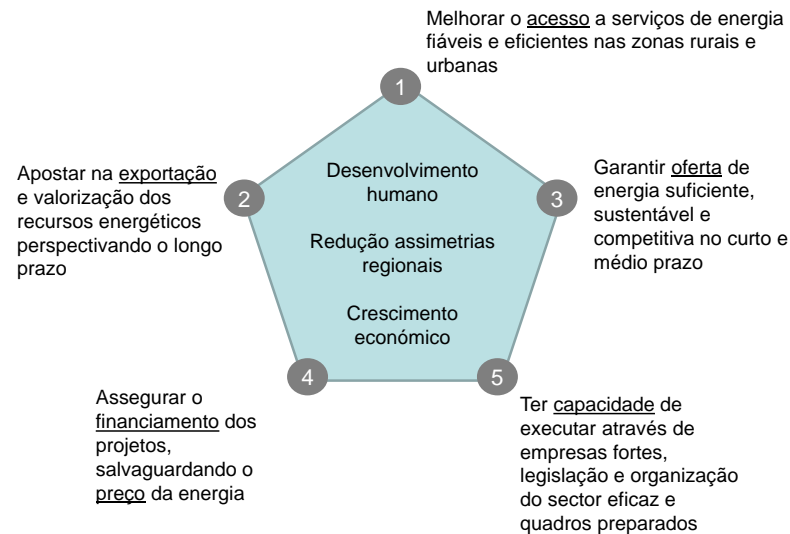 Melhorar o acesso a serviços de energia
fiáveis e eficientes nas zonas rurais e
urbanas
1
Apostar na exportação
e valorização dos
recursos energéticos
perspectivando o longo
prazo
2
Desenvolvimento
humano
Redução assimetrias
regionais
Crescimento
económico
3
Garantir oferta de
energia suficiente,
sustentável e
competitiva no curto e
médio prazo
4
Assegurar o
financiamento dos
projetos,
salvaguardando o
preço da energia
5
Ter capacidade de
executar através de
empresas fortes,
legislação e organização
do sector eficaz e
quadros preparados